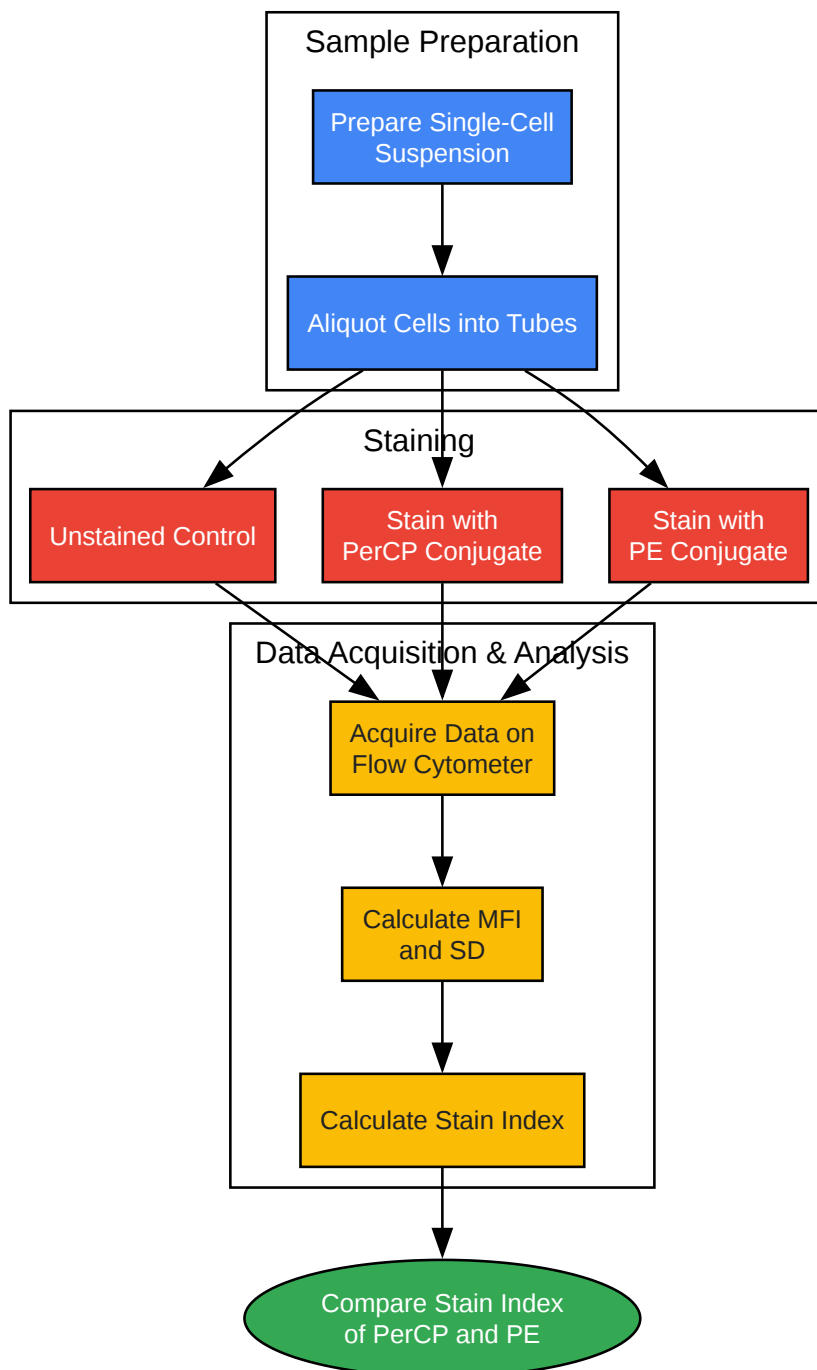 Sample Preparation
Prepare Single-Cell
Suspension
Aliquot Cells into Tubes
Staining
Unstained Control
Stain with
PerCP Conjugate
Stain with
PE Conjugate
Data Acquisition & Analysis
Acquire Data on
Flow Cytometer
Calculate MFI
and SD
Calculate Stain Index
Compare Stain Index
of PerCP and PE